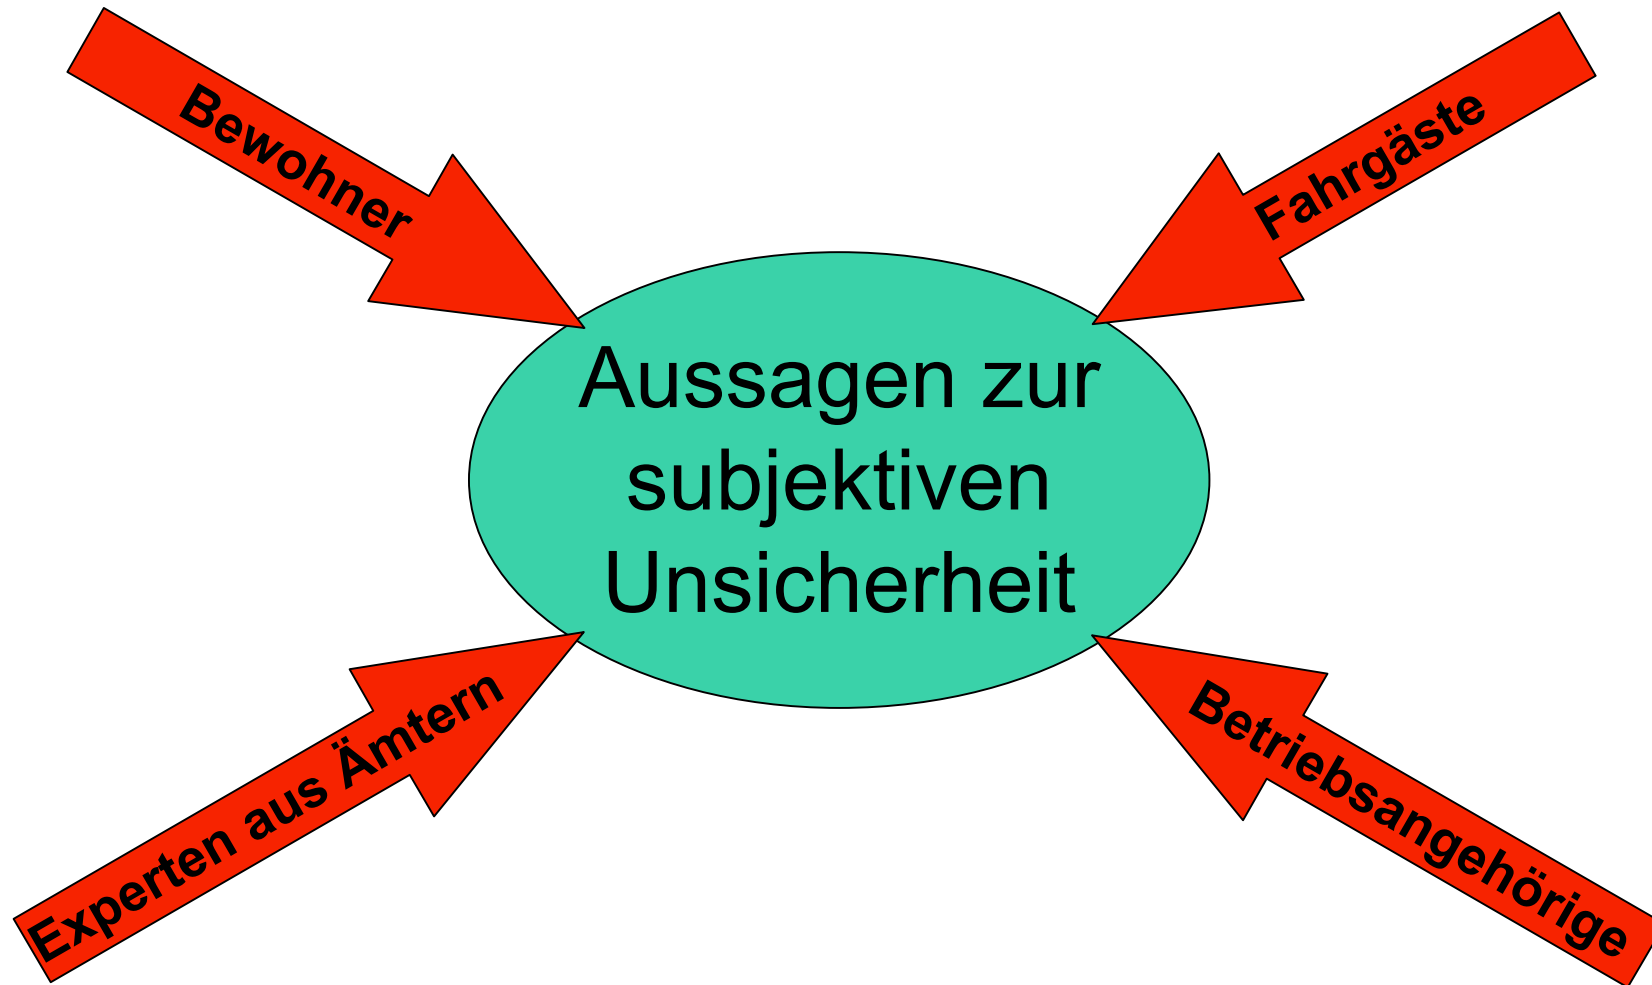 Bewohner
Fahrgäste
Aussagen zur
subjektiven
Unsicherheit
Experten aus Ämtern
Betriebsangehörige